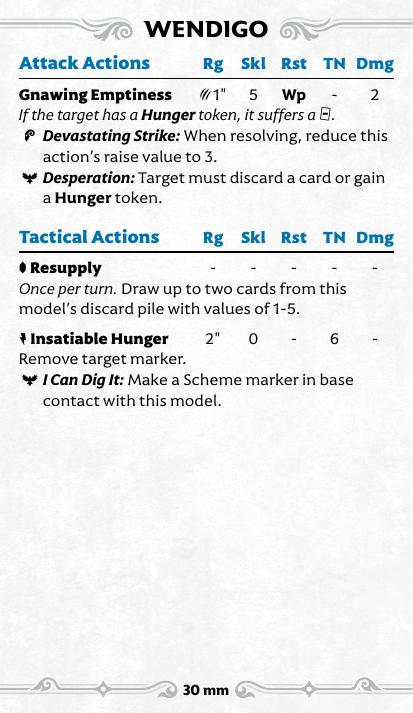 WENDIGO
Attack Actions Rg Skl Rst TN Dmg
Gnawing Emptiness 1" 5 Wp - 2
If the target has a Hunger token, it suffers a .
Devastating Strike: When resolving, reduce this
action's raise value to 3.
Desperation: Target must discard a card or gain
a Hunger token.
Tactical Actions Rg Skl Rst TN Dmg
Resupply - - - - -
Once per turn. Draw up to two cards from this
model's discard pile with values of 1-5.
Insatiable Hunger 2" 0 - 6 -
Remove target marker.
I Can Dig It: Make a Scheme marker in base
contact with this model.
30 mm